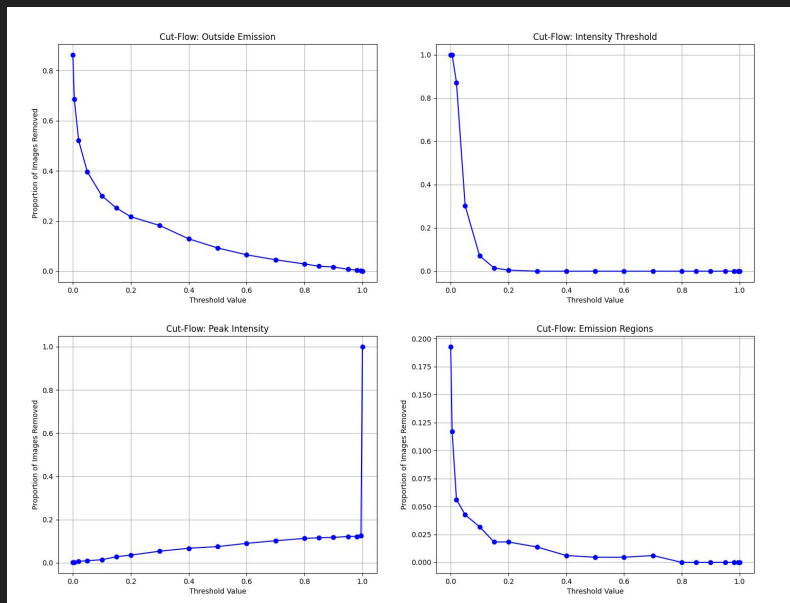 Cut-Flow: Outside Emission
Proportion of Images Removed
0.8
0.6
0.4
0.2
0.0
0.0 0.2 0.4 0.6 0.8 1.0
Threshold Value
Cut-Flow: Intensity Threshold
Proportion of Images Removed
1.0
0.8
0.6
0.4
0.2
0.0
0.0 0.2 0.4 0.6 0.8 1.0
Threshold Value
Cut-Flow: Peak Intensity
Proportion of Images Removed
1.0
0.8
0.6
0.4
0.2
0.0
0.0 0.2 0.4 0.6 0.8 1.0
Threshold Value
Cut-Flow: Emission Regions
Proportion of Images Removed
0.200
0.175
0.150
0.125
0.100
0.075
0.050
0.025
0.000
0.0 0.2 0.4 0.6 0.8 1.0
Threshold Value